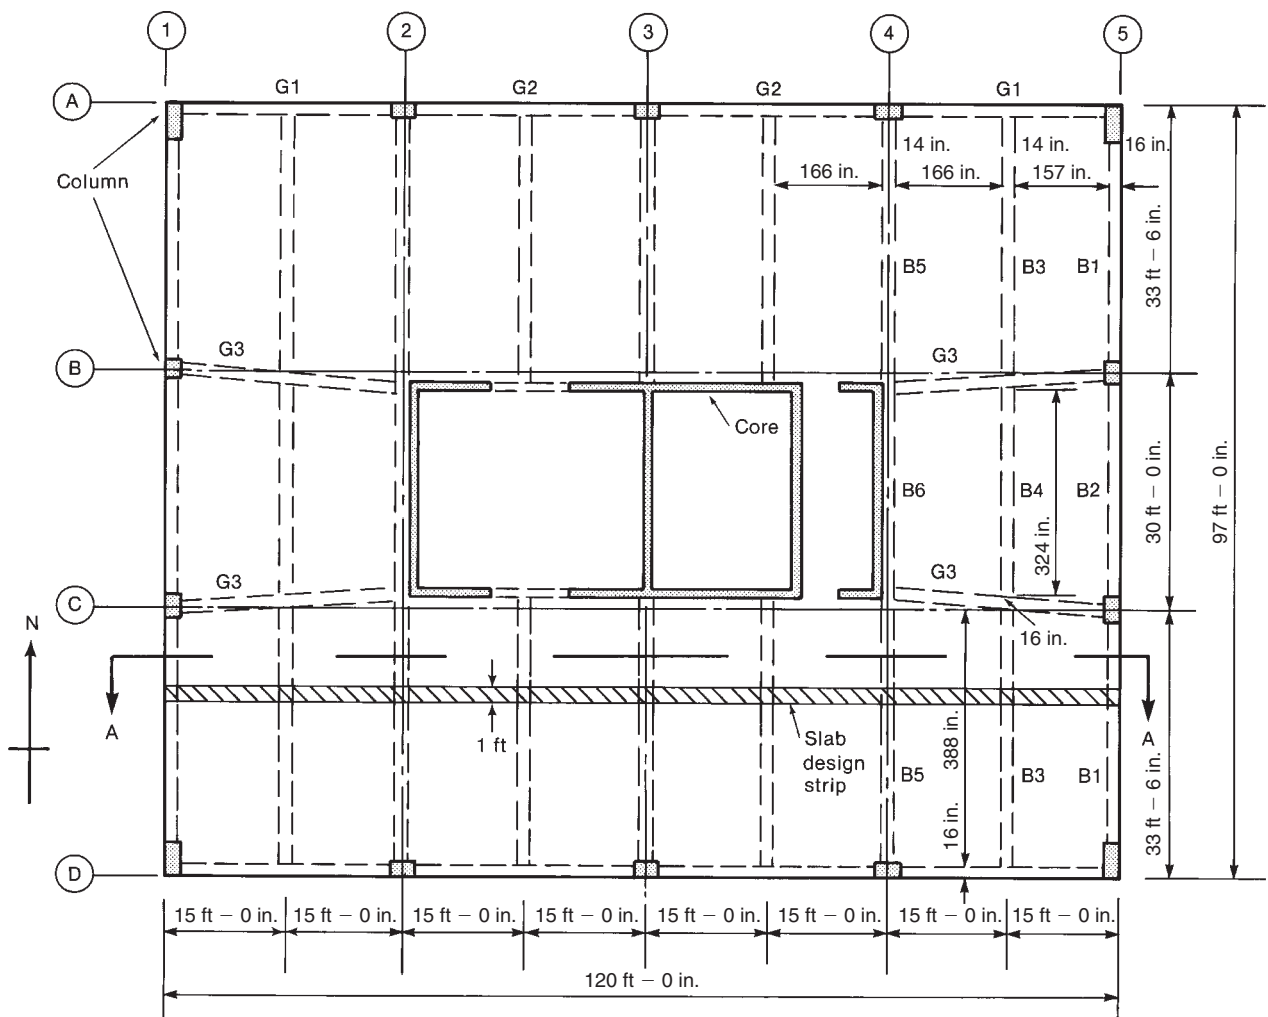 1
2
3
4
5
A
G1
G2
G2
G1
14 in.
14 in.
16 in.
Column
166 in.
166 in.
157 in.
33 ft – 6 in.
B5
B3
B1
B
G3
G3
Core
B6
B4
B2
324 in.
30 ft – 0 in.
97 ft – 0 in.
C
G3
G3
N
16 in.
A
A
1 ft
Slab
design
strip
388 in.
B5
B3
B1
16 in.
33 ft – 6 in.
D
15 ft – 0 in.
15 ft – 0 in.
15 ft – 0 in.
15 ft – 0 in.
15 ft – 0 in.
15 ft – 0 in.
15 ft – 0 in.
15 ft – 0 in.
120 ft – 0 in.